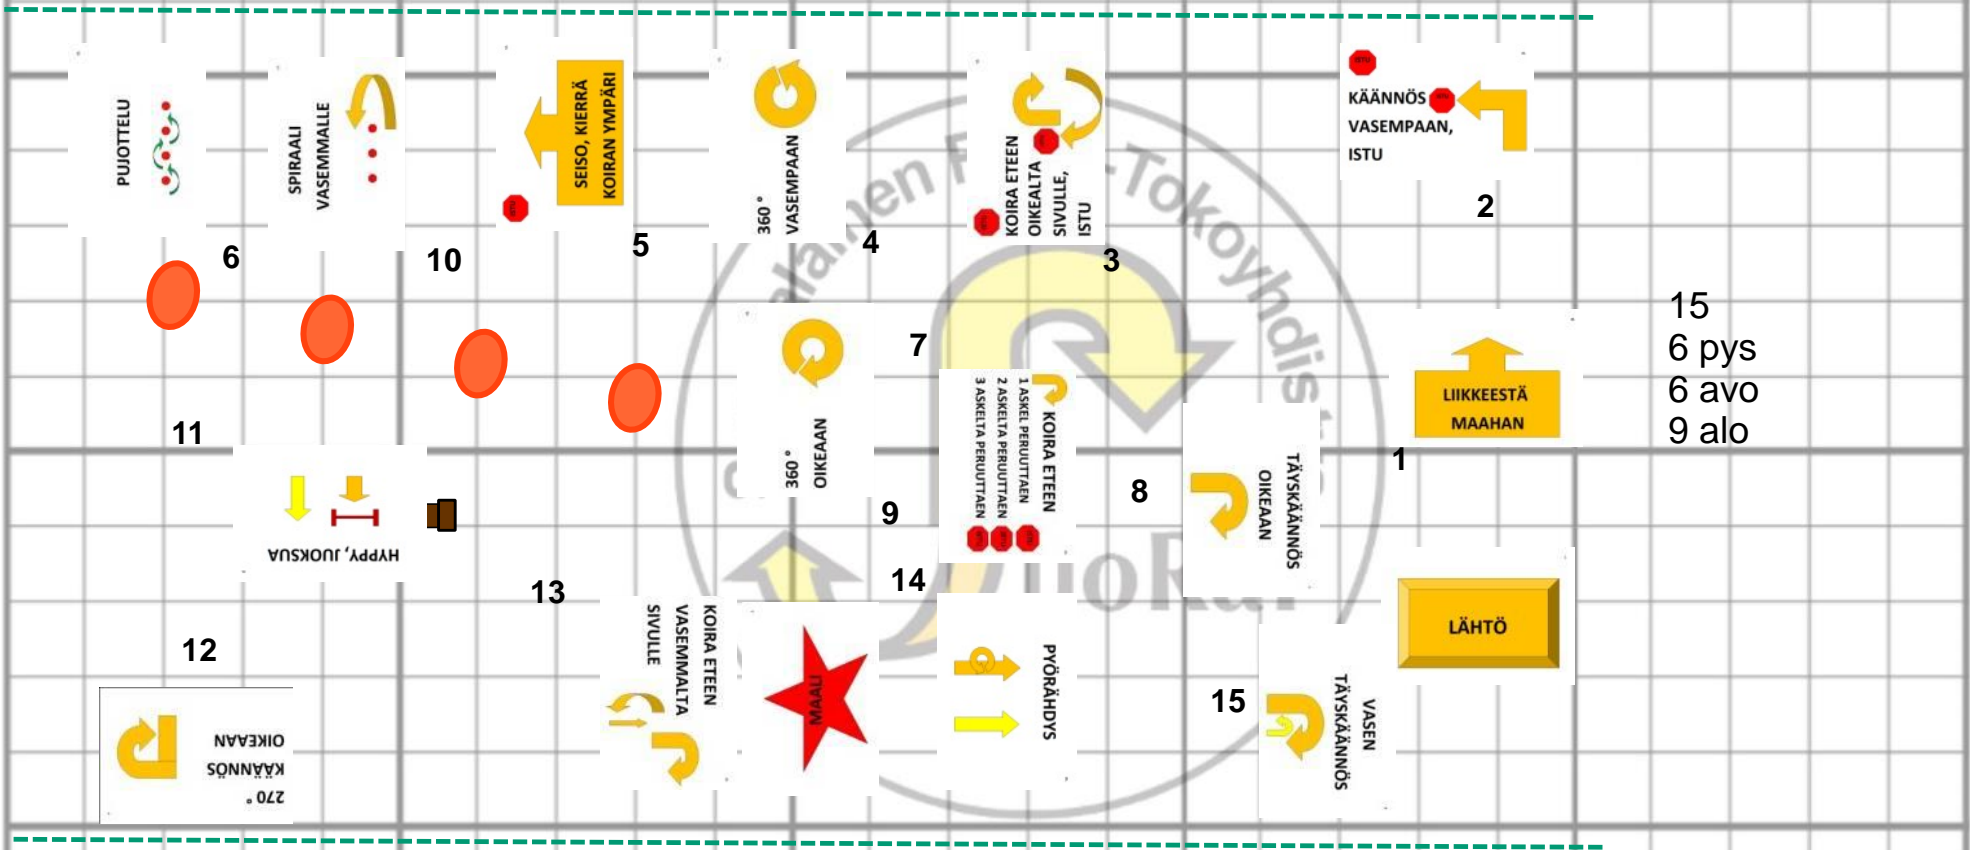 PUJOTTELU
6
SPIRAALI
VASEMMALLE
10
SEISO, KIERRÄ
KOIRAN YMPÄRI
5
360°
VASEMPAAN
4
KOIRA ETEEN
OIKEALTA
SIVULLE,
ISTU
3
KÄÄNNÖS
VASEMPAAN,
ISTU
2
15
6 pys
6 avo
9 alo
LIIKKEESTÄ
MAAHAN
1
7
360°
OIKEAAN
9
KOIRA ETEEN
1 ASKEL PERUUTTAEN
2 ASKELTA PERUUTTAEN
3 ASKELTA PERUUTTAEN
8
TÄYSKÄÄNNÖS
OIKEAAN
11
HYPPY, JUOKSUA
LÄHTÖ
12
270°
KÄÄNNÖS
OIKEAAN
13
KOIRA ETEEN
VASEMMALTA
SIVULLE
MAALI
14
PYÖRÄHDYS
15
VASEN
TÄYSKÄÄNNÖS